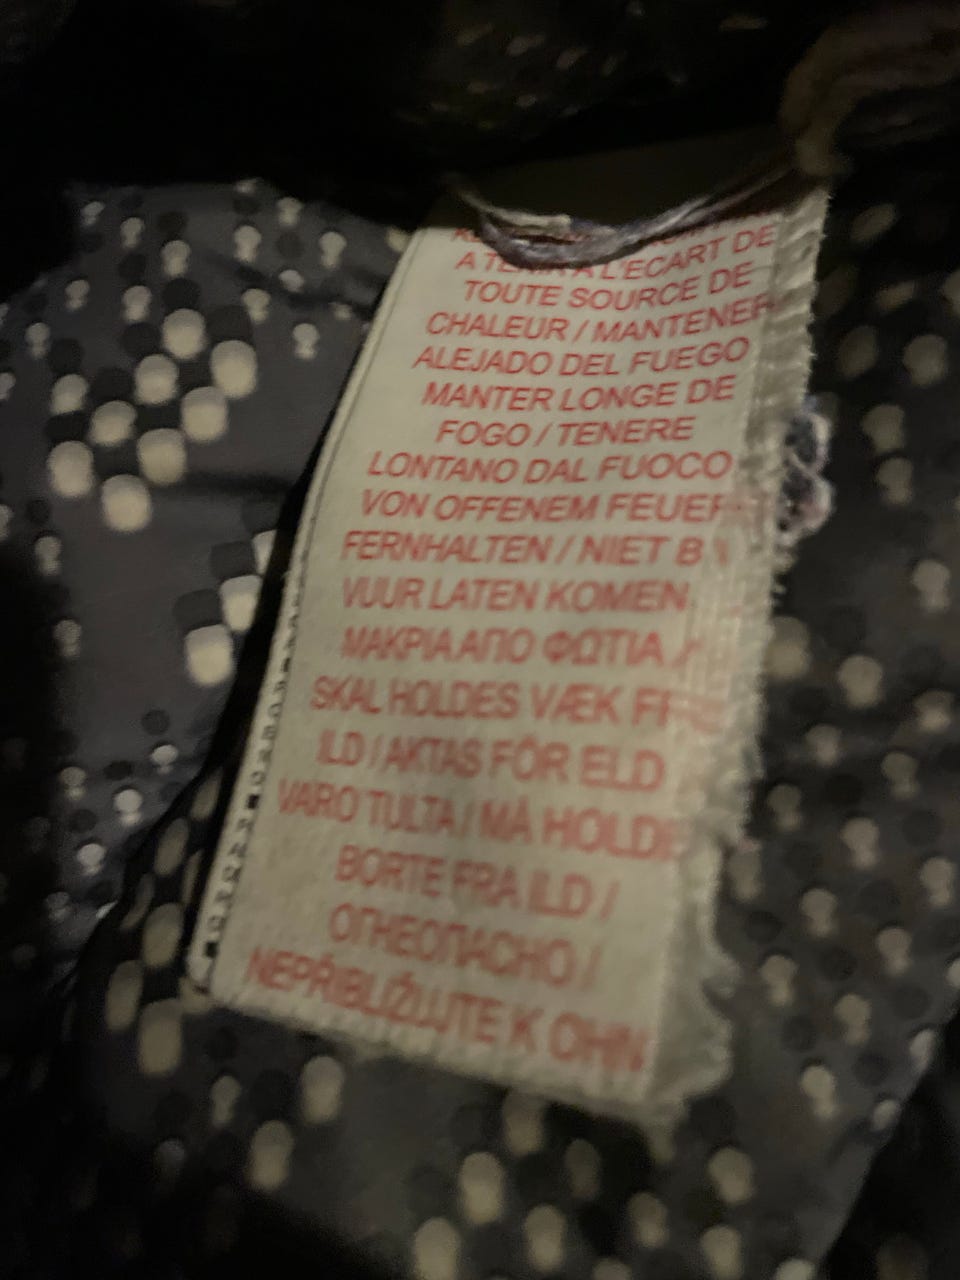 A TENIR A L'ECART DE
TOUTE SOURCE DE
CHALEUR / MANTENER
ALEJADO DEL FUEGO
MANTER LONGE DE
FOGO / TENERE
LONTANO DAL FUOCO
VON OFFENEM FEUER
FERNHALTEN / NIET B
VUUR LATEN KOMEN
ΜΑΚΡΙΑ ΑΠΟ ΦΩΤΙΑ /
SKAL HOLDES VÆK FRA
ILD / AKTAS FÖR ELD
VARO TULTA / MÅ HOLDE
BORTE FRA ILD /
ОГНЕОПАСНО /
NEPŘIBLIŽUJTE K OHN